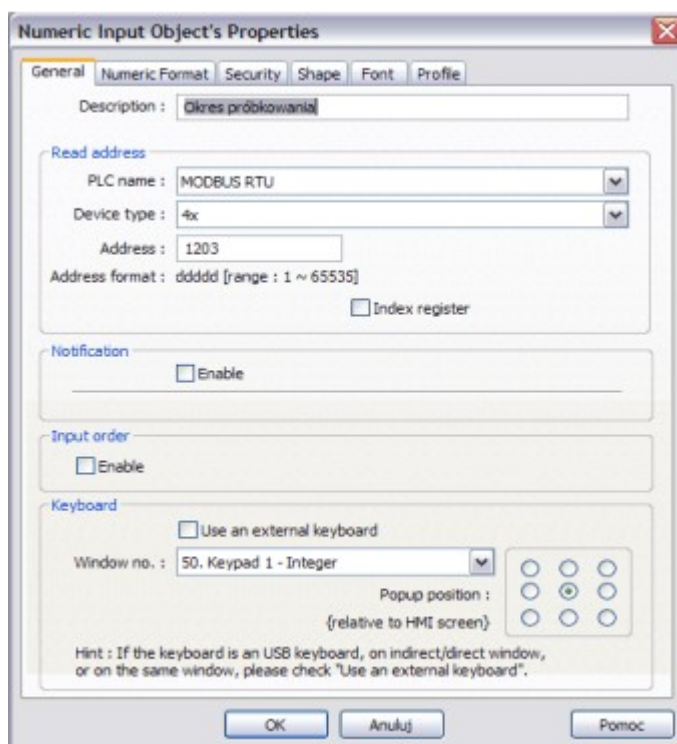 Numeric Input Object's Properties
General Numeric Format Security Shape Font Profile
Description : Okres próbkowania
Read address
PLC name : MODBUS RTU
Device type : 4x
Address : 1203
Address format : ddddd [range : 1 ~ 65535]
Index register
Notification
Enable
Input order
Enable
Keyboard
Use an external keyboard
Window no. : 50. Keypad 1 - Integer
Popup position :
{relative to HMI screen}
Hint : If the keyboard is an USB keyboard, on indirect/direct window,
or on the same window, please check "Use an external keyboard".
OK Anuluj Pomoc